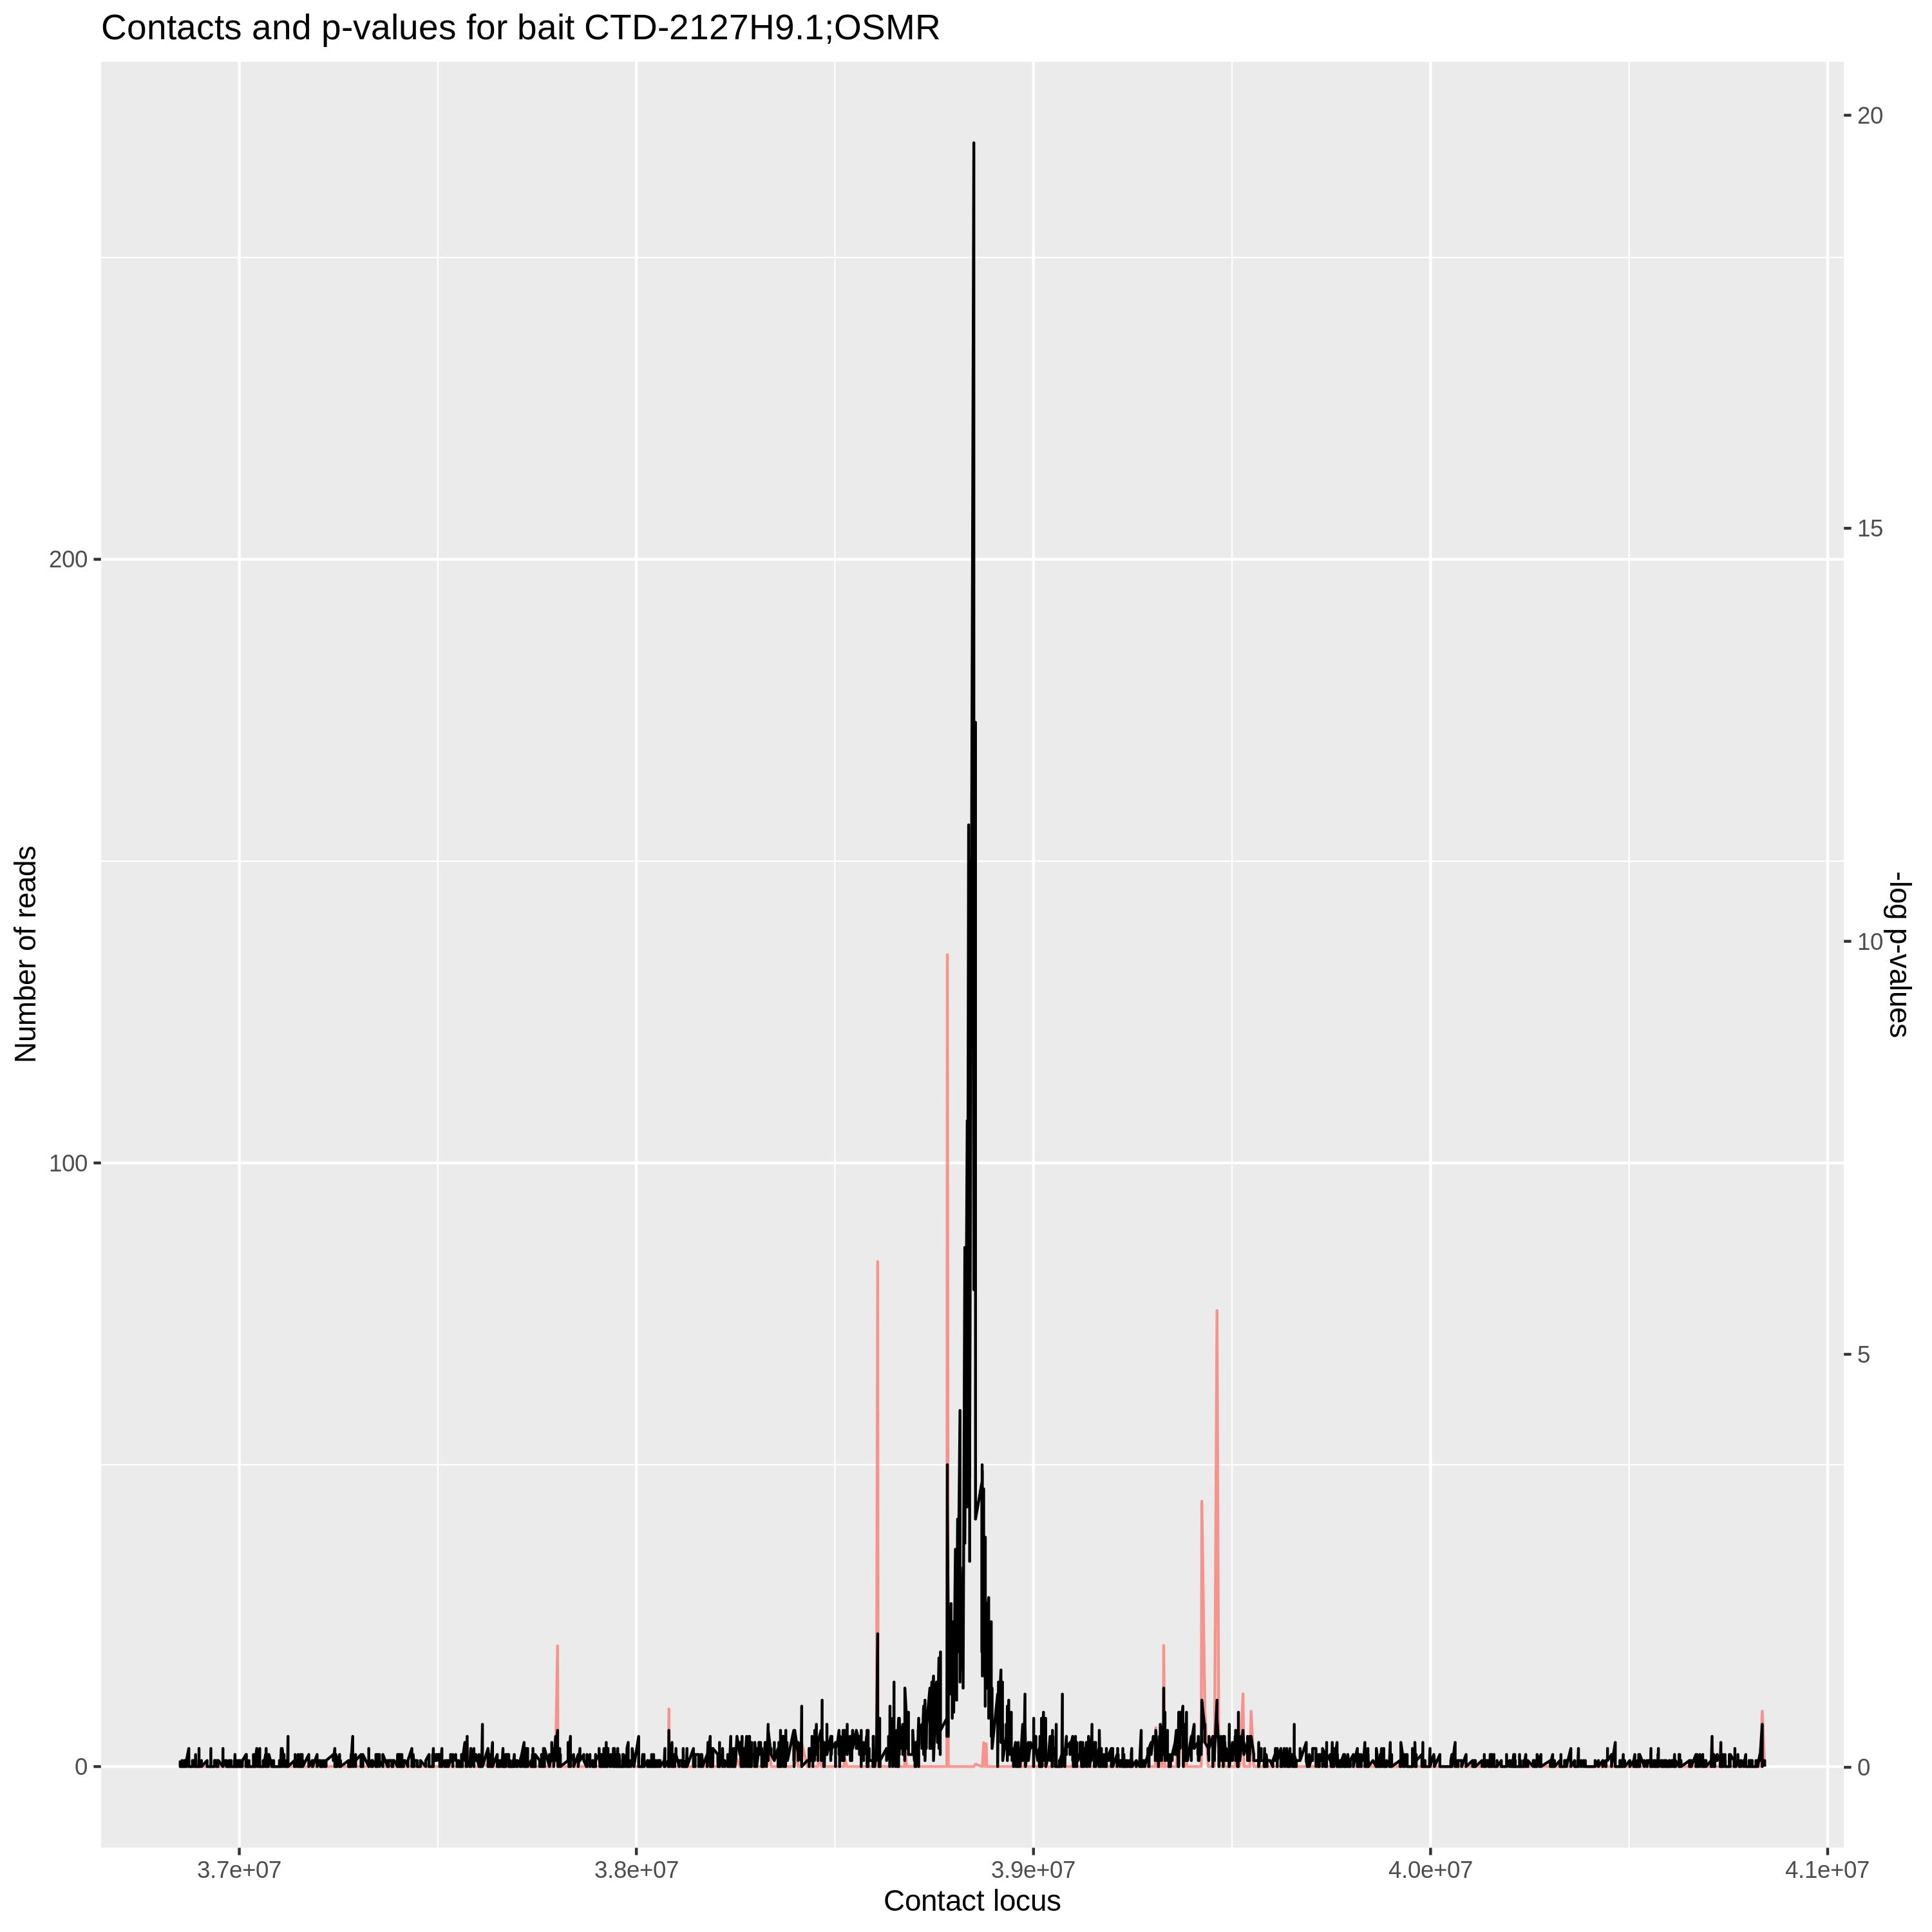 Contacts and p-values for bait CTD-2127H9.1;OSMR
20
15
200
10
Number of reads
-log p-values
100
5
0
0
3.7e+07
3.8e+07
3.9e+07
4.0e+07
4.1e+07
Contact locus